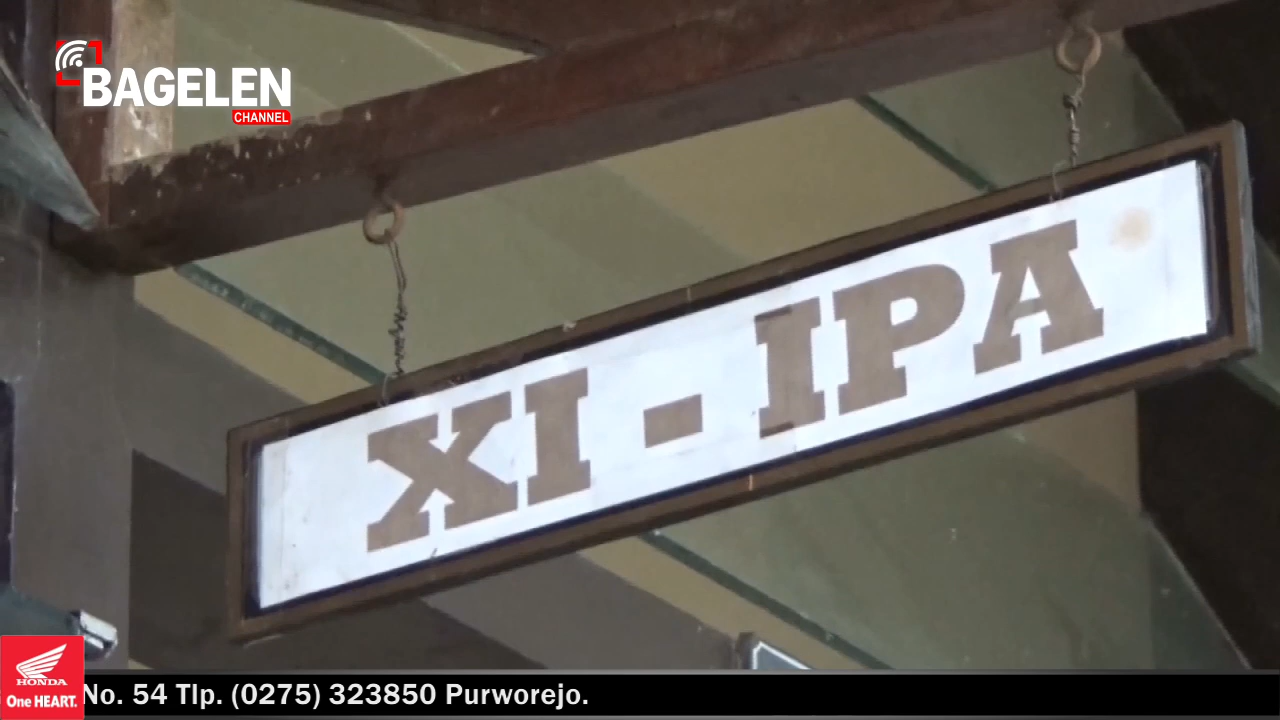 BAGELEN
CHANNEL
XI - IPA
HONDA
One HEART.
No. 54 Tlp. (0275) 323850 Purworejo.